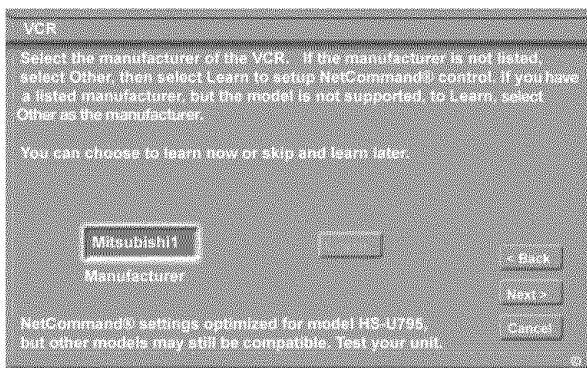 VCR
Select the manufacturer of the VCR. If the manufacturer is not listed,
select Other, then select Learn to setup NetCommand® control. If you have
a listed manufacturer, but the model is not supported, to Learn, select
Other as the manufacturer.
You can choose to learn now or skip and learn later.
Mitsubishi1
Manufacturer
< Back
Next >
NetCommand® settings optimized for model HS-U795,
but other models may still be compatible. Test your unit.
Cancel